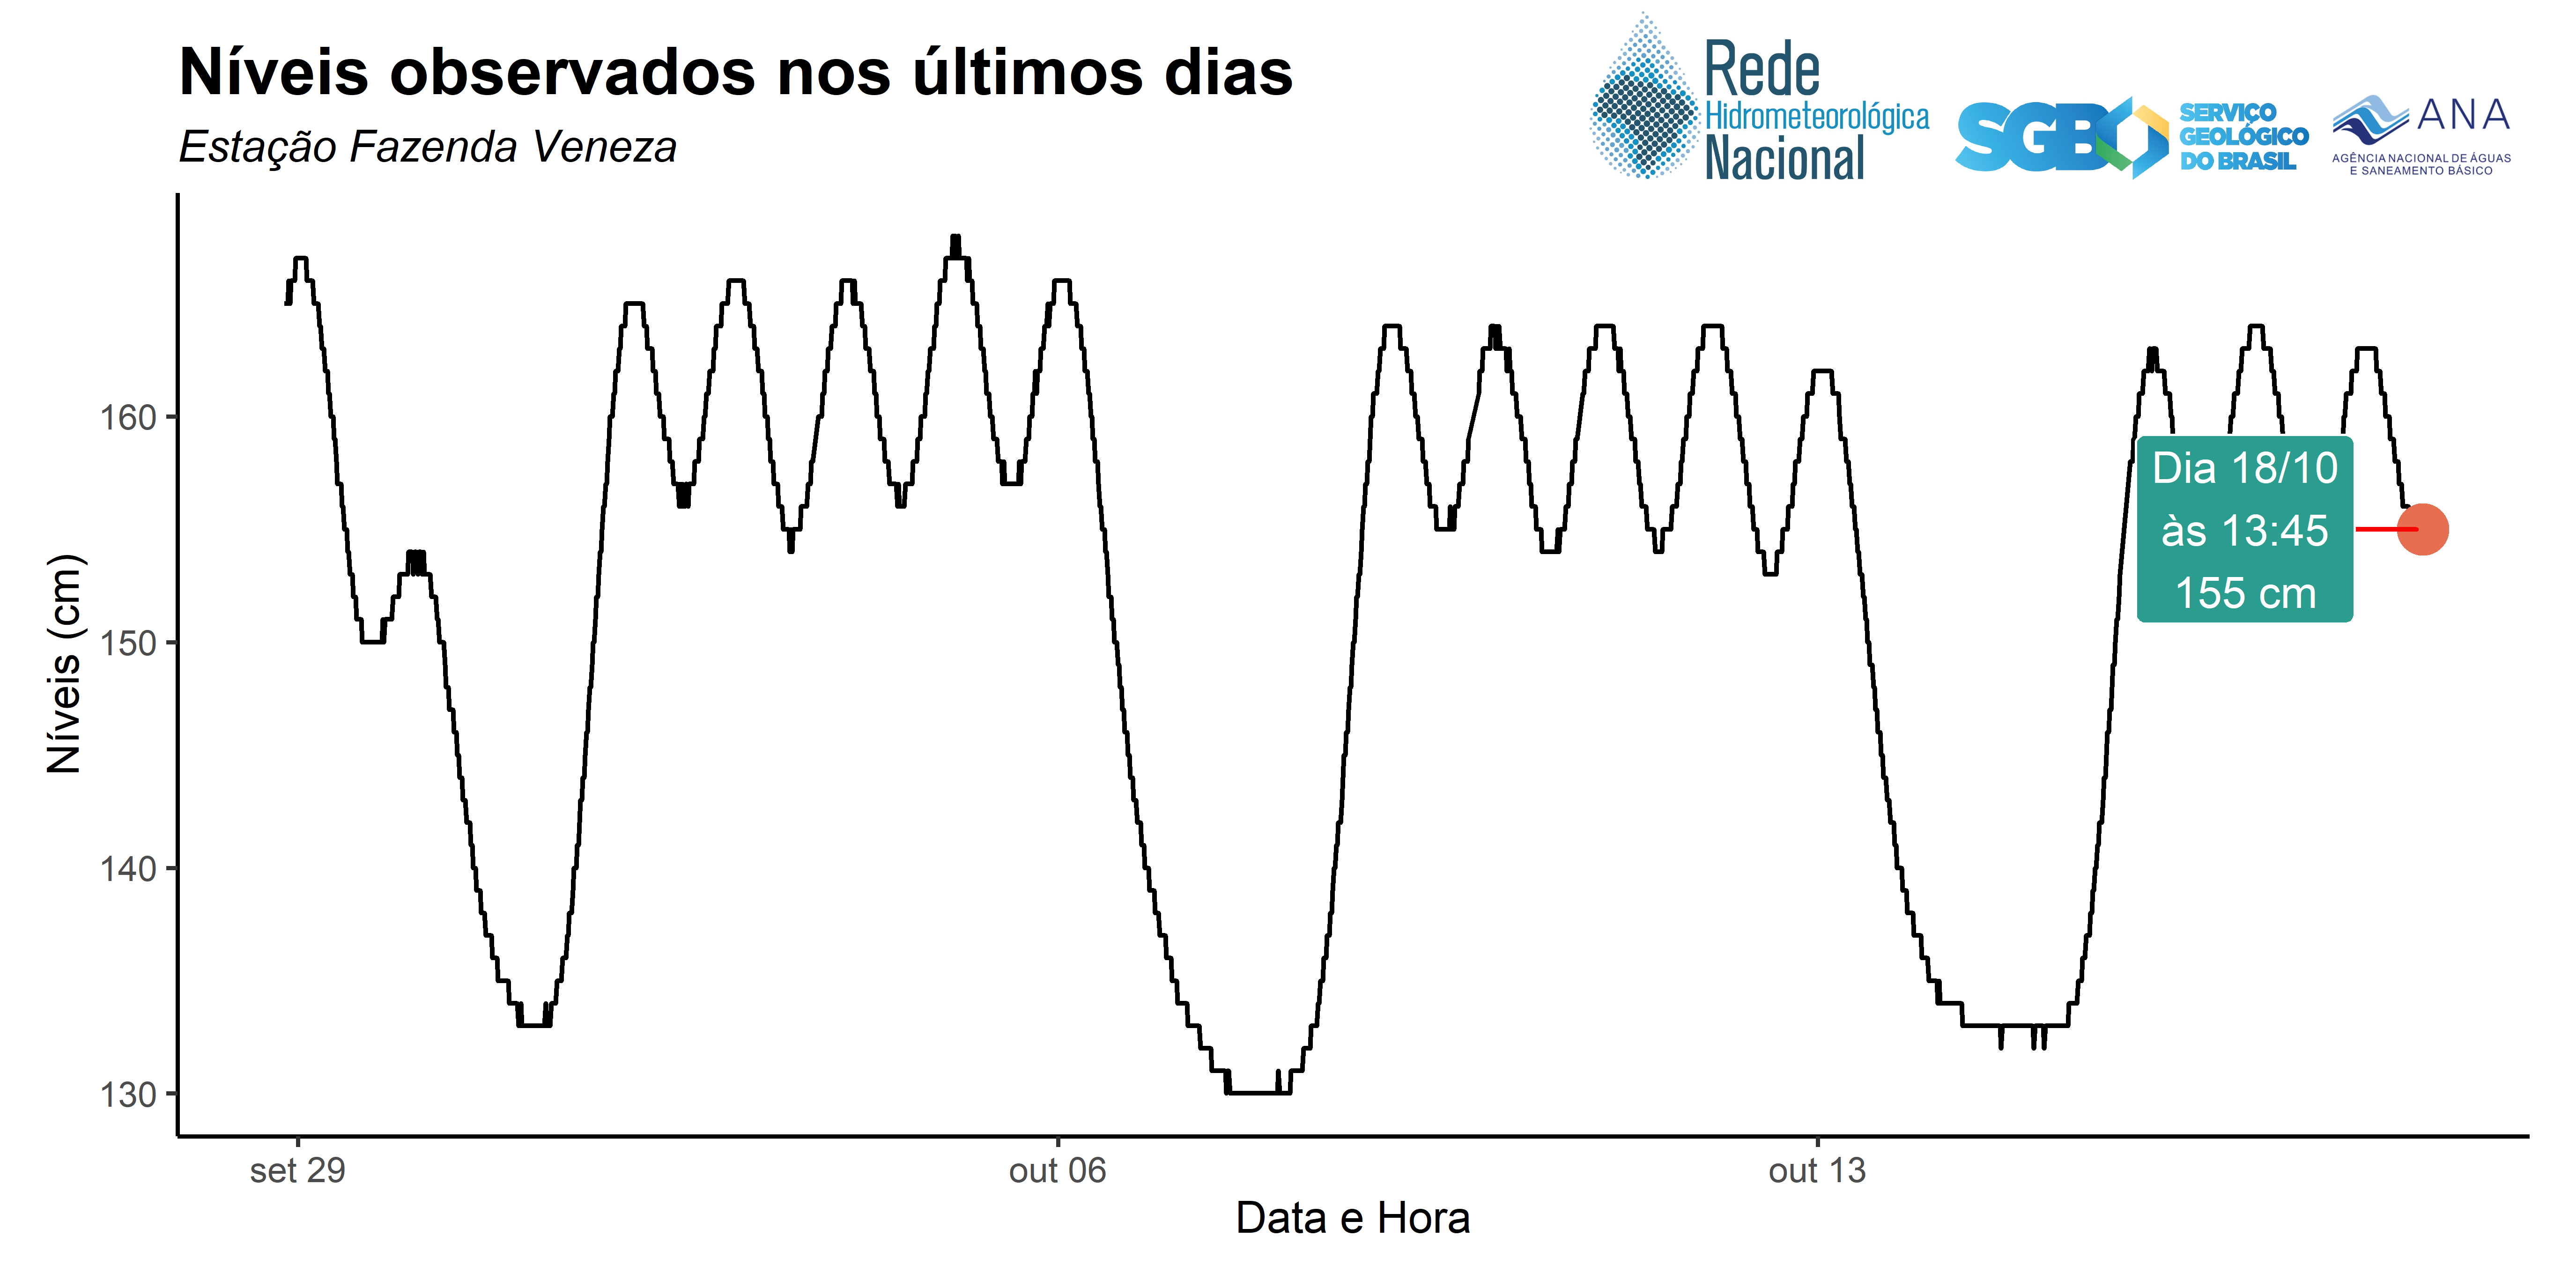 Níveis observados nos últimos dias
Estação Fazenda Veneza
Rede
Hidrometeorológica
Nacional
SGB
SERVIÇO
GEOLÓGICO
DO BRASIL
ANA
AGÊNCIA NACIONAL DE ÁGUAS
E SANEAMENTO BÁSICO
Níveis (cm)
160
150
140
130
Dia 18/10
às 13:45
155 cm
set 29
out 06
out 13
Data e Hora